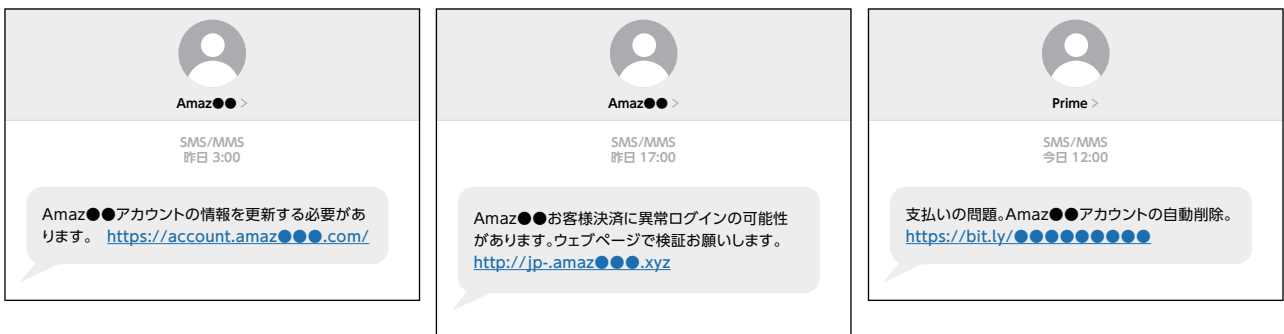 Amaz●● >
SMS/MMS
昨日 3:00
Amaz●●アカウントの情報を更新する必要があ
ります。 https://account.amaz●●●.com/
Amaz●● >
SMS/MMS
昨日 17:00
Amaz●●お客様決済に異常ログインの可能性
があります。ウェブページで検証お願いします。
http://jp-.amaz●●●.xyz
Prime >
SMS/MMS
今日 12:00
支払いの問題。Amaz●●アカウントの自動削除。
https://bit.ly/●●●●●●●●●